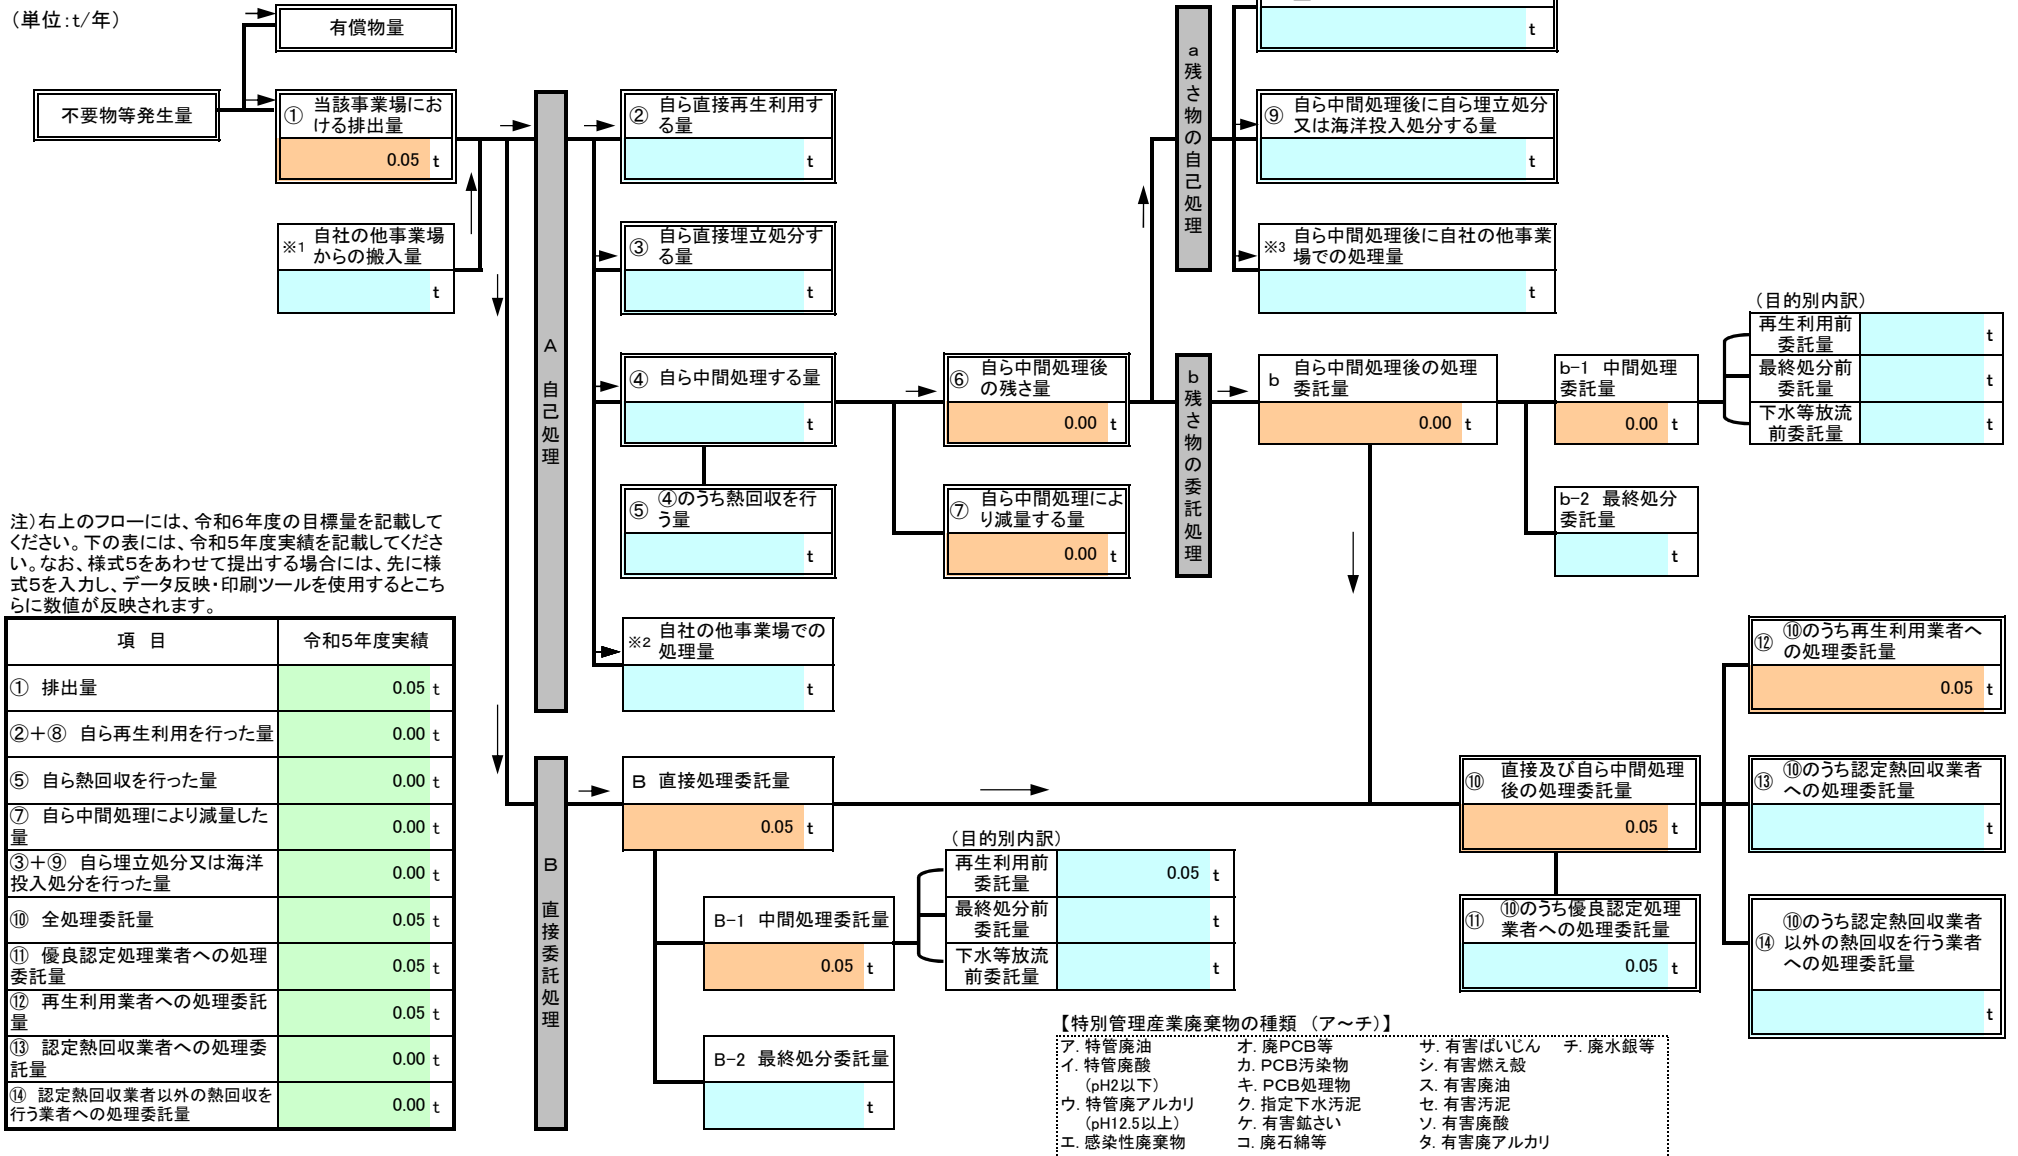 (単位:t/年)
有償物量
不要物等発生量
① 当該事業場にお
ける排出量
0.05 t
※1 自社の他事業場
からの搬入量
t
A 自己処理
② 自ら直接再生利用す
る量
t
③ 自ら直接埋立処分す
る量
t
④ 自ら中間処理する量
t
⑤ ④のうち熱回収を行
う量
t
※2 自社の他事業場での
処理量
t
⑥ 自ら中間処理後
の残さ量
0.00 t
⑦ 自ら中間処理によ
り減量する量
0.00 t
a 残さ物の自己処理
t
⑨ 自ら中間処理後に自ら埋立処分
又は海洋投入処分する量
t
※3 自ら中間処理後に自社の他事業
場での処理量
t
b 残さ物の委託処理
b 自ら中間処理後の処理
委託量
0.00 t
b-1 中間処理
委託量
0.00 t
b-2 最終処分
委託量
t
(目的別内訳)
再生利用前
委託量
t
最終処分前
委託量
t
下水等放流
前委託量
t
注)右上のフローには、令和6年度の目標量を記載して
ください。下の表には、令和5年度実績を記載してくださ
い。なお、様式5をあわせて提出する場合には、先に様
式5を入力し、データ反映・印刷ツールを使用するとこち
らに数値が反映されます。
項 目 令和5年度実績
① 排出量 0.05 t
②+⑧ 自ら再生利用を行った量 0.00 t
⑤ 自ら熱回収を行った量 0.00 t
⑦ 自ら中間処理により減量した
量 0.00 t
③+⑨ 自ら埋立処分又は海洋
投入処分を行った量 0.00 t
⑩ 全処理委託量 0.05 t
⑪ 優良認定処理業者への処理
委託量 0.05 t
⑫ 再生利用業者への処理委託
量 0.05 t
⑬ 認定熱回収業者への処理委
託量 0.00 t
⑭ 認定熱回収業者以外の熱回収を
行う業者への処理委託量 0.00 t
B 直接委託処理
B 直接処理委託量
0.05 t
B-1 中間処理委託量
0.05 t
B-2 最終処分委託量
t
(目的別内訳)
再生利用前
委託量
0.05 t
最終処分前
委託量
t
下水等放流
前委託量
t
⑩ 直接及び自ら中間処理
後の処理委託量
0.05 t
⑪ ⑩のうち優良認定処理
業者への処理委託量
0.05 t
⑫ ⑩のうち再生利用業者へ
の処理委託量
0.05 t
⑬ ⑩のうち認定熱回収業者
への処理委託量
t
⑭ ⑩のうち認定熱回収業者
以外の熱回収を行う業者
への処理委託量
t
【特別管理産業廃棄物の種類 (ア～チ)】
ア. 特管廃油 オ. 廃PCB等 サ. 有害ばいじん チ. 廃水銀等
イ. 特管廃酸 カ. PCB汚染物 シ. 有害燃え殻
(pH2以下) キ. PCB処理物 ス. 有害廃油
ウ. 特管廃アルカリ ク. 指定下水汚泥 セ. 有害汚泥
(pH12.5以上) ケ. 有害鉱さい ソ. 有害廃酸
エ. 感染性廃棄物 コ. 廃石綿等 タ. 有害廃アルカリ